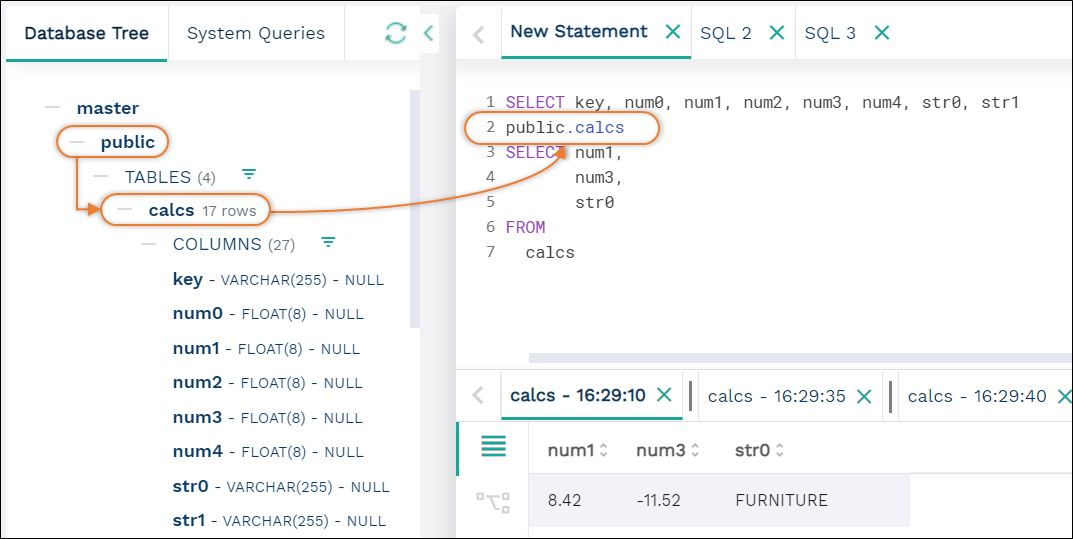 Database Tree
System Queries
master
public
TABLES (4)
calcs 17 rows
COLUMNS (27)
key - VARCHAR(255) - NULL
num0 - FLOAT(8) - NULL
num1 - FLOAT(8) - NULL
num2 - FLOAT(8) - NULL
num3 - FLOAT(8) - NULL
num4 - FLOAT(8) - NULL
str0 - VARCHAR(255) - NULL
str1 - VARCHAR(255) - NULL
New Statement SQL 2 SQL 3
1 SELECT key, num0, num1, num2, num3, num4, str0, str1
2 public.calcs
3 SELECT num1,
4 num3,
5 str0
6 FROM
7 calcs
calcs - 16:29:10 calcs - 16:29:35 calcs - 16:29:40
num1 num3 str0
8.42 -11.52 FURNITURE